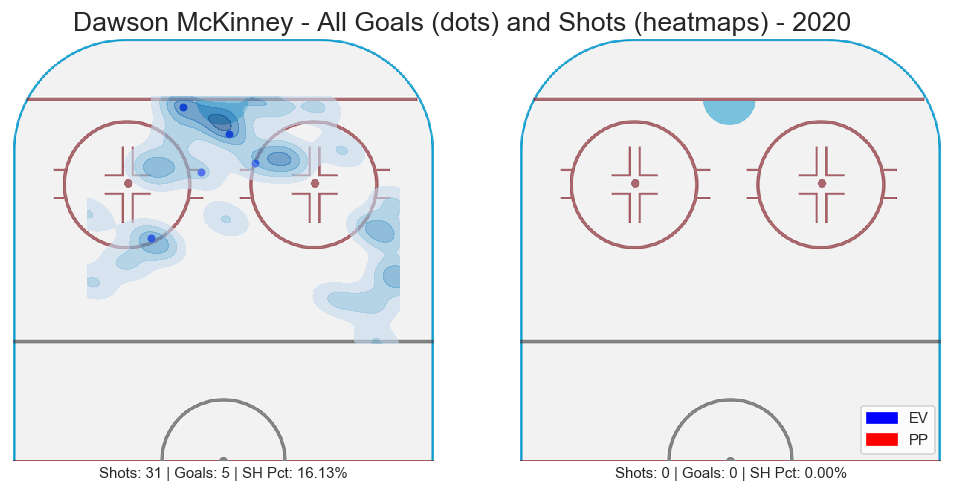 Dawson McKinney - All Goals (dots) and Shots (heatmaps) - 2020
EV
PP
Shots: 31 | Goals: 5 | SH Pct: 16.13%
Shots: 0 | Goals: 0 | SH Pct: 0.00%